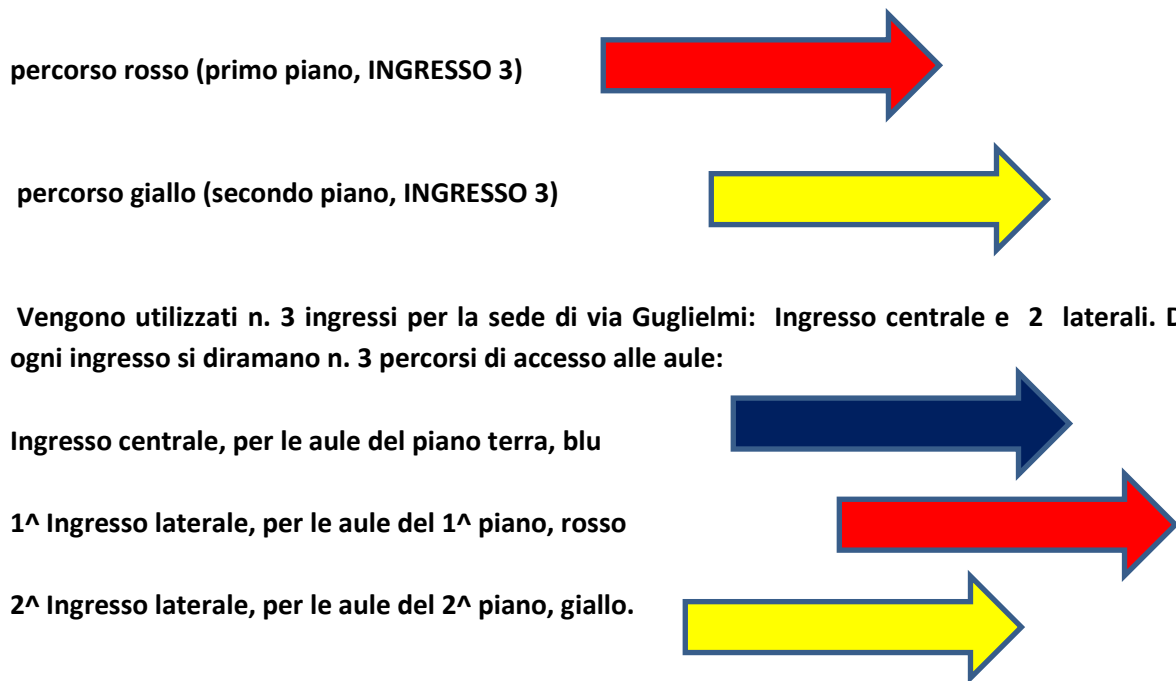 percorso rosso (primo piano, INGRESSO 3)
percorso giallo (secondo piano, INGRESSO 3)
Vengono utilizzati n. 3 ingressi per la sede di via Guglielmi: Ingresso centrale e 2 laterali. D
ogni ingresso si diramano n. 3 percorsi di accesso alle aule:
Ingresso centrale, per le aule del piano terra, blu
1^ Ingresso laterale, per le aule del 1^ piano, rosso
2^ Ingresso laterale, per le aule del 2^ piano, giallo.